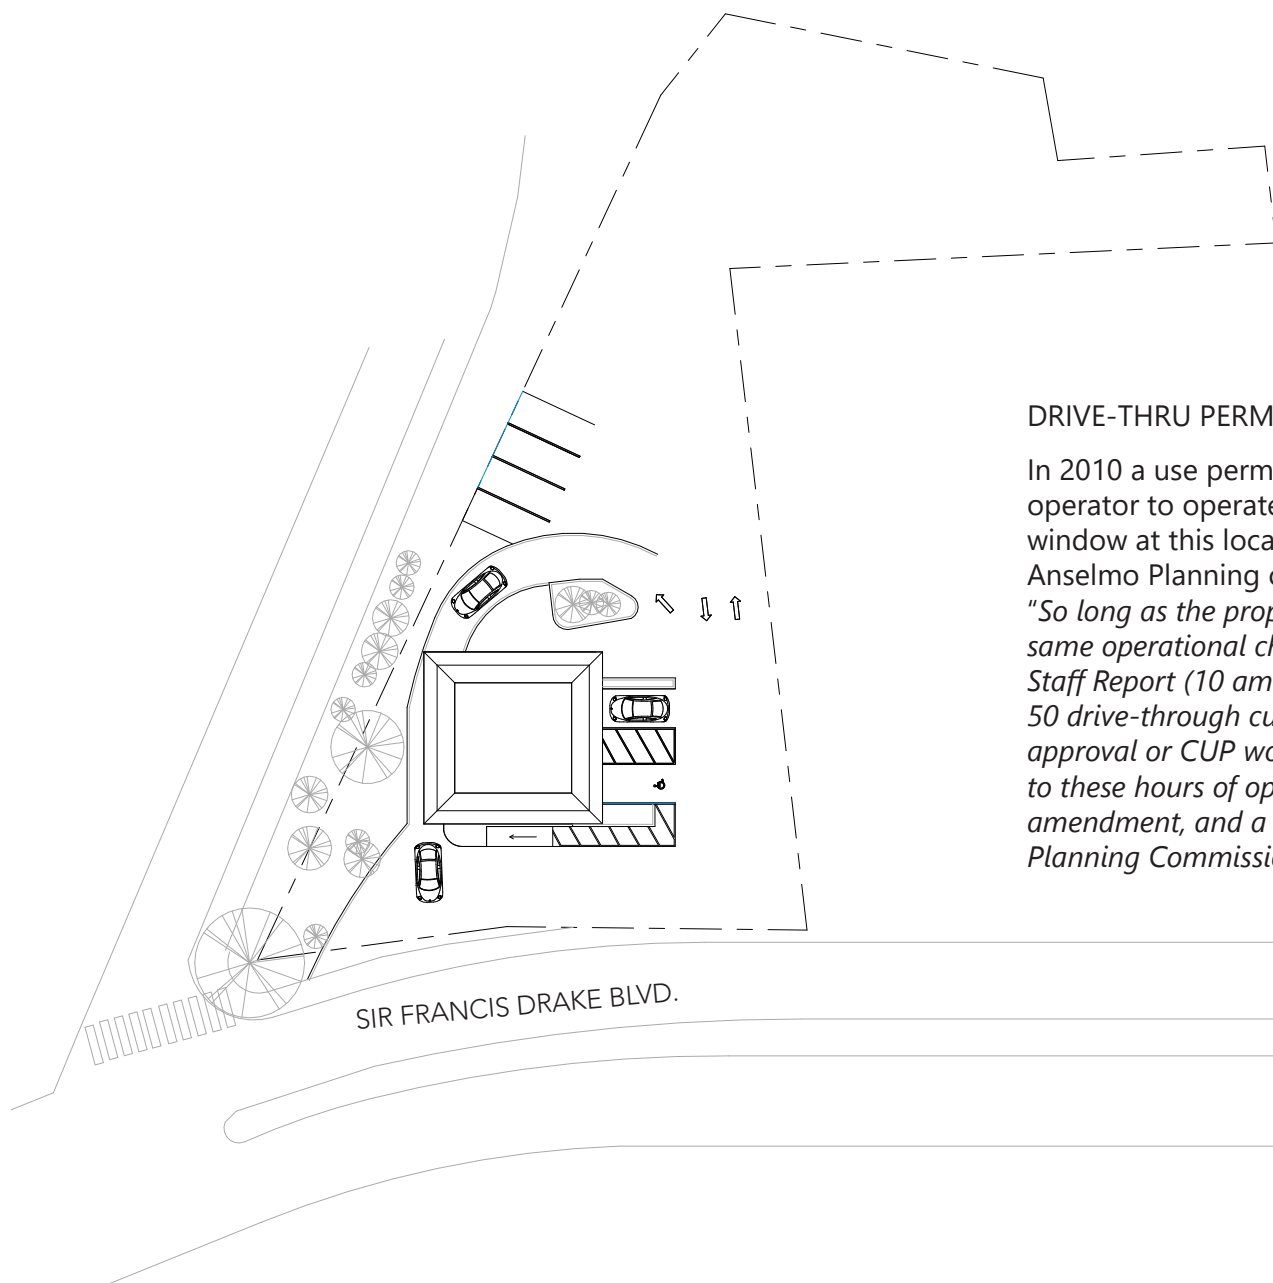 DRIVE-THRU PERM
In 2010 a use perm
operator to operate
window at this loca
Anselmo Planning
“So long as the prop
same operational ch
Staff Report (10 am
50 drive-through cu
approval or CUP wo
to these hours of op
amendment, and a
Planning Commissi
SIR FRANCIS DRAKE BLVD.